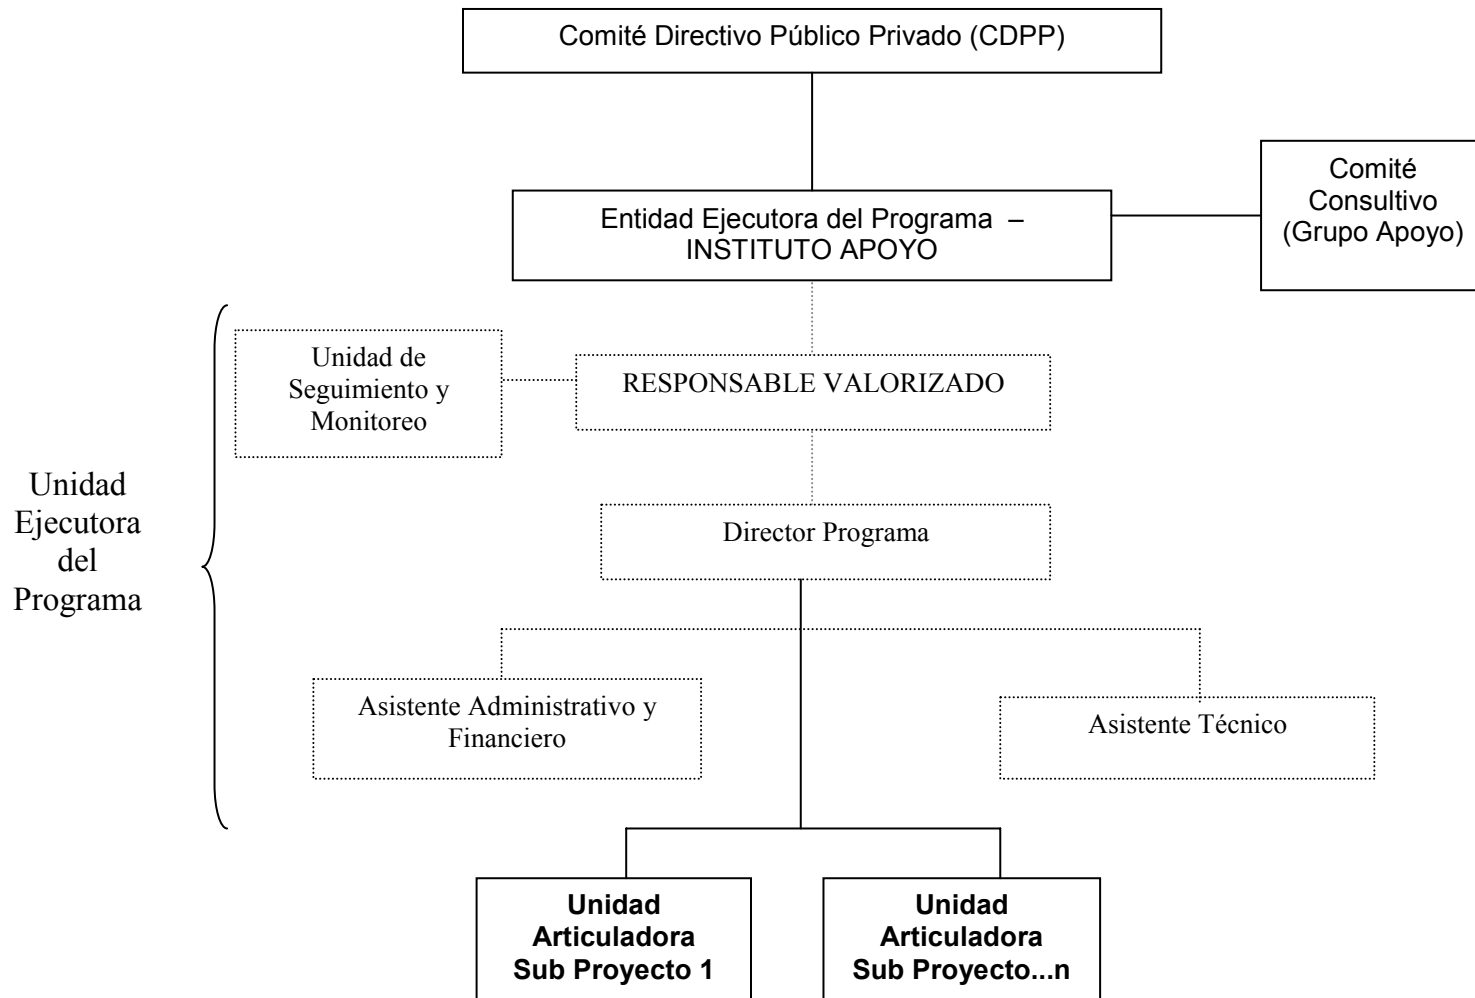 Comité Directivo Público Privado (CDPP)
Comité
Consultivo
(Grupo Apoyo)
Entidad Ejecutora del Programa –
INSTITUTO APOYO
Unidad de
Seguimiento y
Monitoreo
RESPONSABLE VALORIZADO
Unidad
Ejecutora
del
Programa
Director Programa
Asistente Administrativo y
Financiero
Asistente Técnico
Unidad
Articuladora
Sub Proyecto 1
Unidad
Articuladora
Sub Proyecto...n